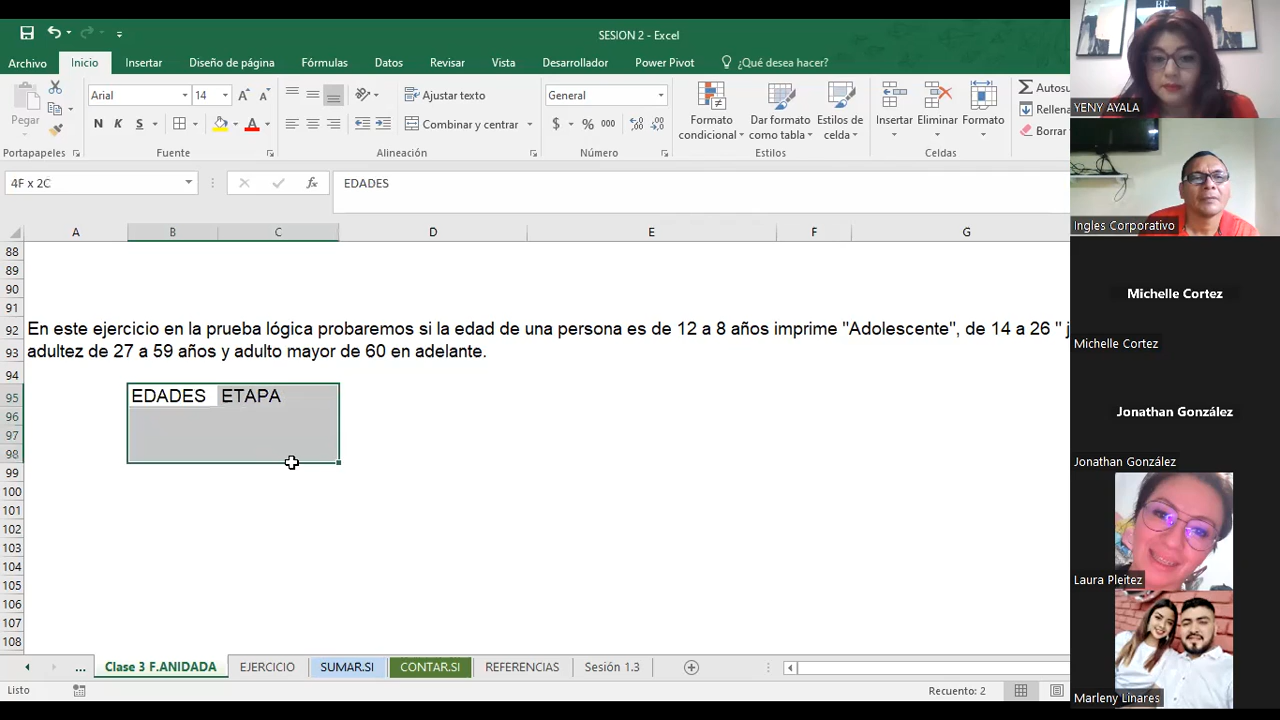 SESION 2 - Excel
Archivo Inicio Insertar Diseño de página Fórmulas Datos Revisar Vista Desarrollador Power Pivot ¿Qué desea hacer?
Pegar
Arial 14
N K S
Ajustar texto
Combinar y centrar
General
$ % 000
Formato condicional
Dar formato como tabla
Estilos de celda
Insertar Eliminar Formato
Autosu
Rellena
Borrar
Portapapeles Fuente Alineación Número Estilos Celdas
4F x 2C fx EDADES
A B C D E F G
88
89
90
91
92 En este ejercicio en la prueba lógica probaremos si la edad de una persona es de 12 a 8 años imprime "Adolescente", de 14 a 26 " j
93 adultez de 27 a 59 años y adulto mayor de 60 en adelante.
94
95 EDADES ETAPA
96
97
98
99
100
101
102
103
104
105
106
107
108
... Clase 3 F.ANIDADA EJERCICIO SUMAR.SI CONTAR.SI REFERENCIAS Sesión 1.3
Listo Recuento: 2
BE
YENY AYALA
Ingles Corporativo
Michelle Cortez
Michelle Cortez
Jonathan González
Jonathan González
Laura Pleitez
Marleny Linares